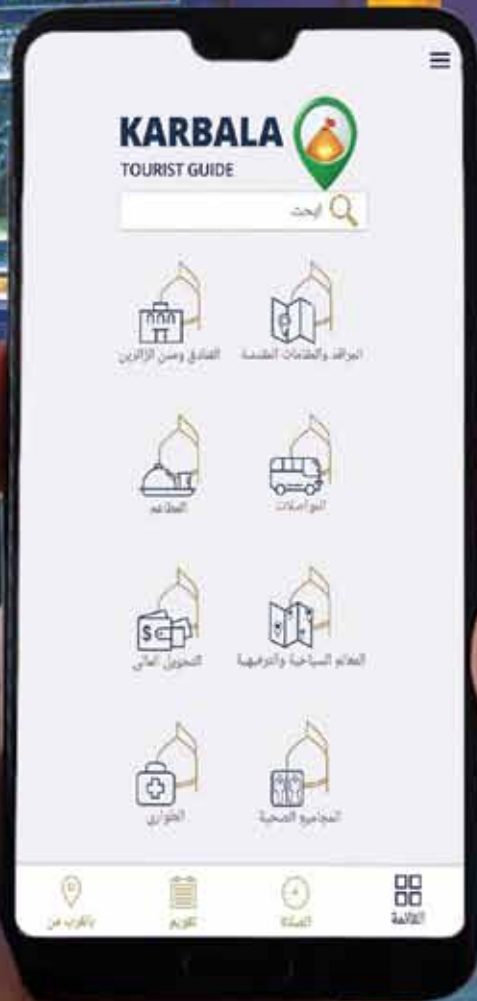 KARBALA
TOURIST GUIDE
ابحث
المراقد والمقامات المقدسة
الفنادق ومدن الزائرين
المواصلات
المطاعم
المعالم السياحية والترفيهية
التحويل المالي
المجاميع الصحية
الطوارئ
القائمة
الصلاة
تقويم
بالقرب من